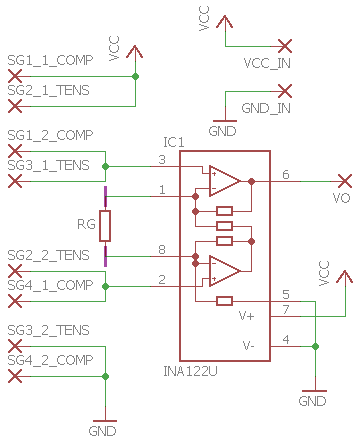 SG1_1_COMP
SG2_1_TENS
VCC
VCC
VCC_IN
GND_IN
GND
SG1_2_COMP
SG3_1_TENS
IC1
3
1
RG
8
2
6
VO
SG2_2_TENS
SG4_1_COMP
VCC
5
V+ 7
V- 4
SG3_2_TENS
SG4_2_COMP
INA122U
GND
GND